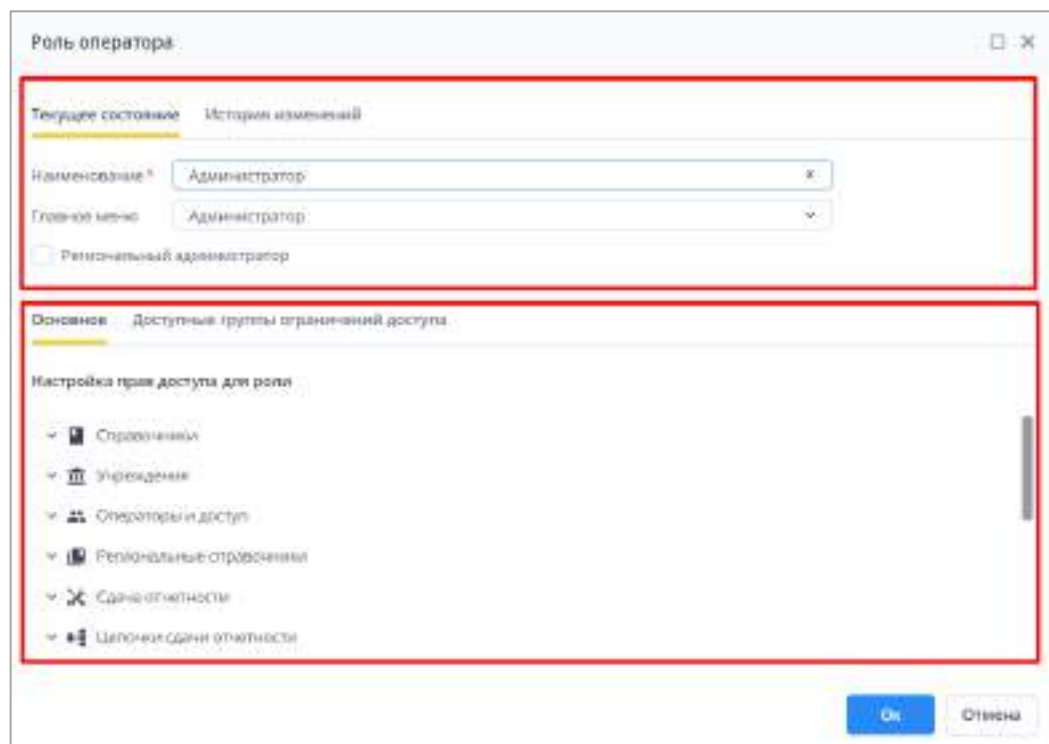 Роль оператора
Текущее состояние История изменений
Наименование * Администратор
Главное меню Администратор
Региональный администратор
Основное Доступные группы ограничений доступа
Настройка прав доступа для роли
Справочники
Учреждения
Операторы и доступ
Региональные справочники
Сдача отчетности
Цепочки сдачи отчетности
Ок Отмена